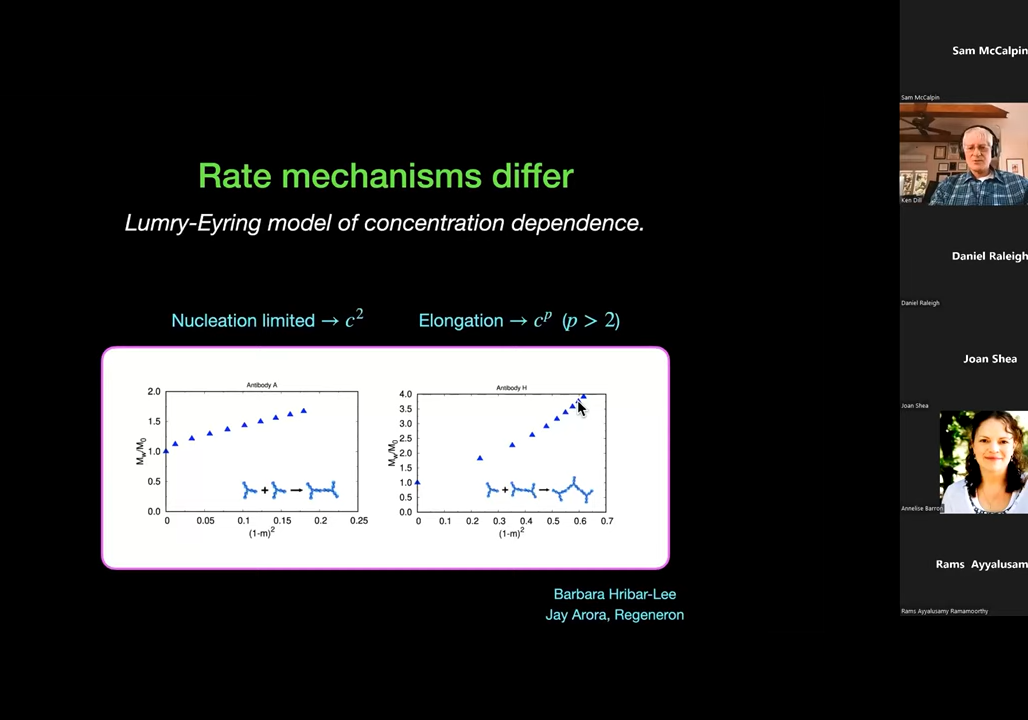 Rate mechanisms differ
Lumry-Eyring model of concentration dependence.
Nucleation limited → c²
Elongation → cᵖ (p > 2)
Antibody A
2.0
1.5
1.0
0.5
0.0
Mw/M0
0 0.05 0.1 0.15 0.2 0.25
(1-m)²
+
Antibody H
4.0
3.5
3.0
2.5
2.0
1.5
1.0
0.5
0.0
Mw/M0
0 0.1 0.2 0.3 0.4 0.5 0.6 0.7
(1-m)²
+
Barbara Hribar-Lee
Jay Arora, Regeneron
Sam McCalpin
Sam McCalpin
Ken Dill
Daniel Raleigh
Daniel Raleigh
Joan Shea
Joan Shea
Annelise Barron
Rams Ayyalusam
Rams Ayyalusamy Ramamoorthy